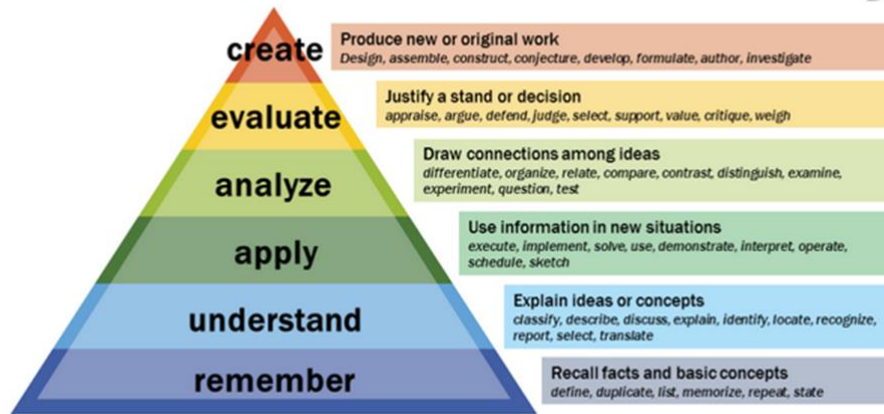 create
Produce new or original work
Design, assemble, construct, conjecture, develop, formulate, author, investigate
evaluate
Justify a stand or decision
appraise, argue, defend, judge, select, support, value, critique, weigh
analyze
Draw connections among ideas
differentiate, organize, relate, compare, contrast, distinguish, examine,
experiment, question, test
apply
Use information in new situations
execute, implement, solve, use, demonstrate, interpret, operate,
schedule, sketch
understand
Explain ideas or concepts
classify, describe, discuss, explain, identify, locate, recognize,
report, select, translate
remember
Recall facts and basic concepts
define, duplicate, list, memorize, repeat, state